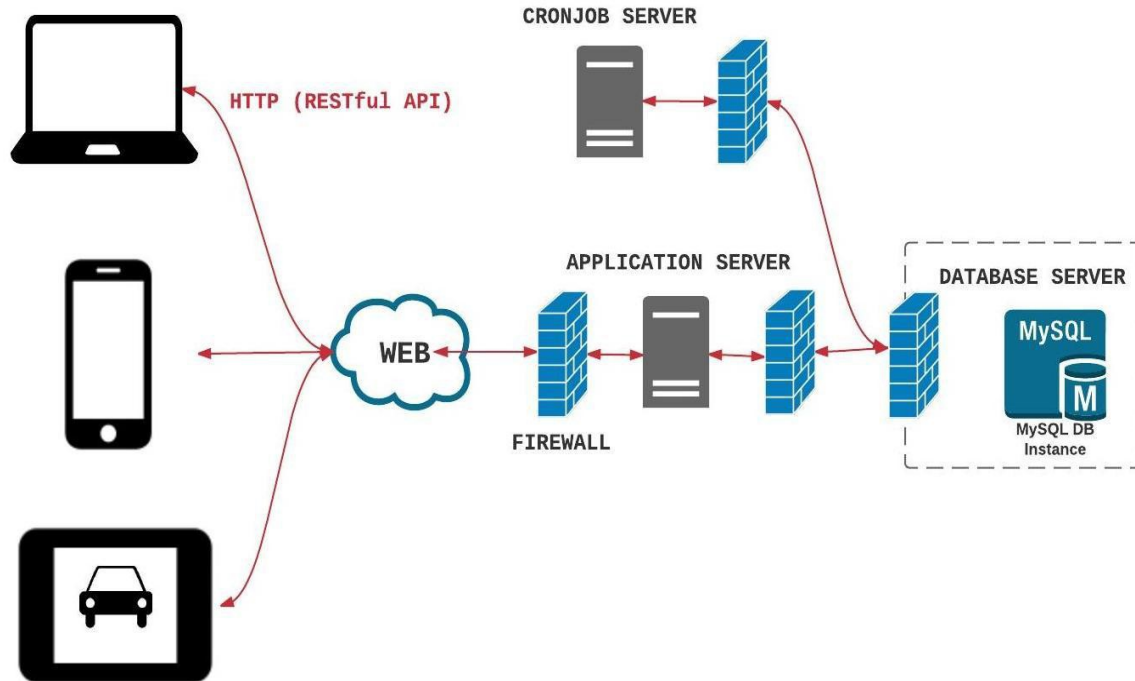 CRONJOB SERVER
HTTP (RESTful API)
APPLICATION SERVER
DATABASE SERVER
WEB
MySQL
M
FIREWALL
MySQL DB
Instance